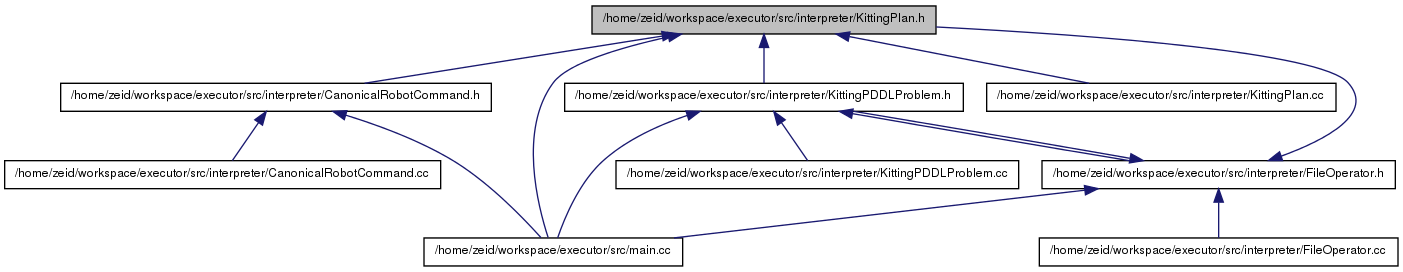 /home/zeid/workspace/executor/src/interpreter/KittingPlan.h
/home/zeid/workspace/executor/src/interpreter/CanonicalRobotCommand.h
/home/zeid/workspace/executor/src/interpreter/KittingPDDLProblem.h
/home/zeid/workspace/executor/src/interpreter/KittingPlan.cc
/home/zeid/workspace/executor/src/interpreter/CanonicalRobotCommand.cc
/home/zeid/workspace/executor/src/interpreter/KittingPDDLProblem.cc
/home/zeid/workspace/executor/src/interpreter/FileOperator.h
/home/zeid/workspace/executor/src/main.cc
/home/zeid/workspace/executor/src/interpreter/FileOperator.cc